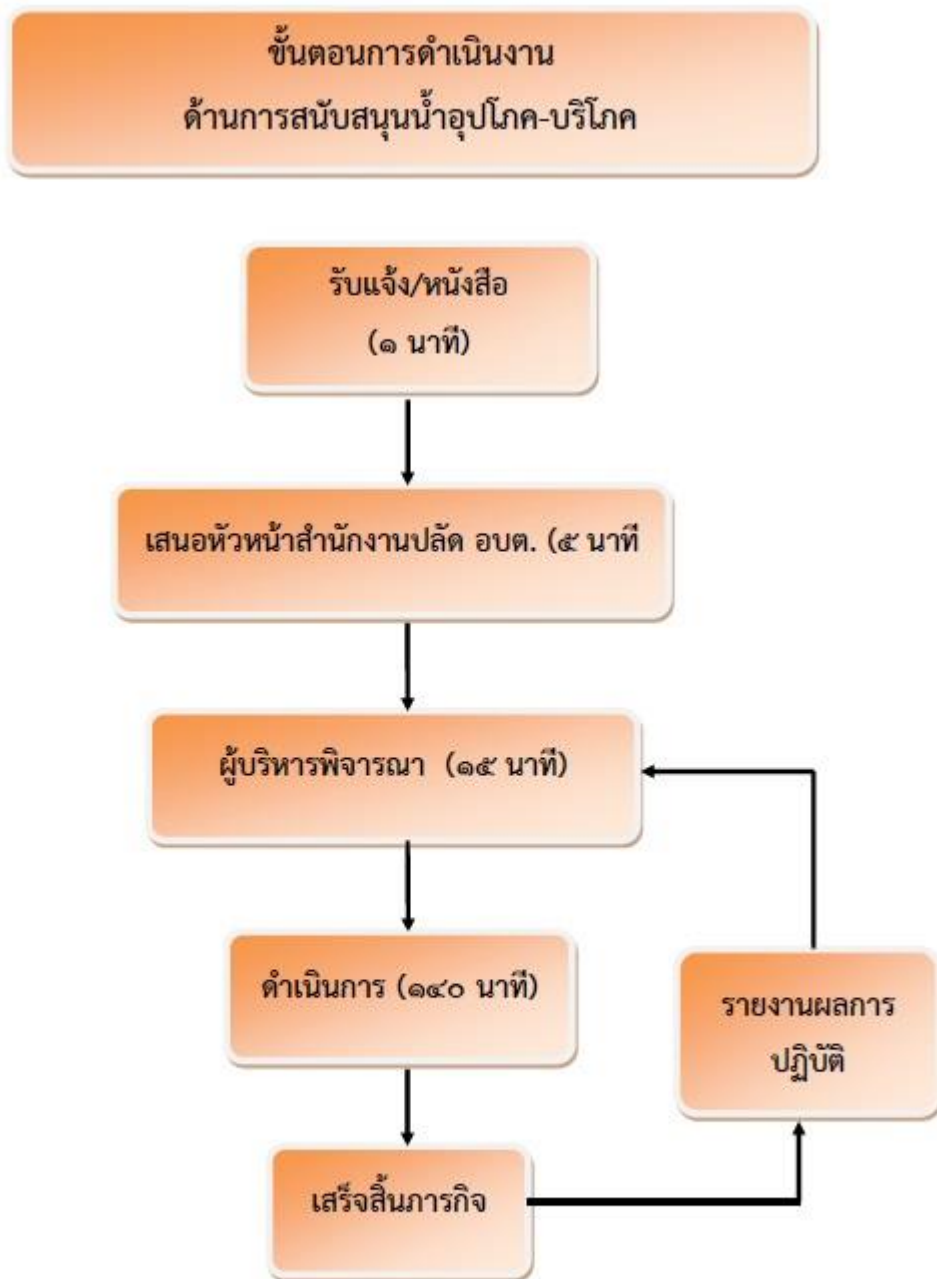 ขั้นตอนการดำเนินงาน
ด้านการสนับสนุนน้ำอุปโภค-บริโภค
รับแจ้ง/หนังสือ
(๑ นาที)
เสนอหัวหน้าสำนักงานปลัด อบต. (๕ นาที
ผู้บริหารพิจารณา (๑๕ นาที)
ดำเนินการ (๑๔๐ นาที)
รายงานผลการ
ปฏิบัติ
เสร็จสิ้นภารกิจ